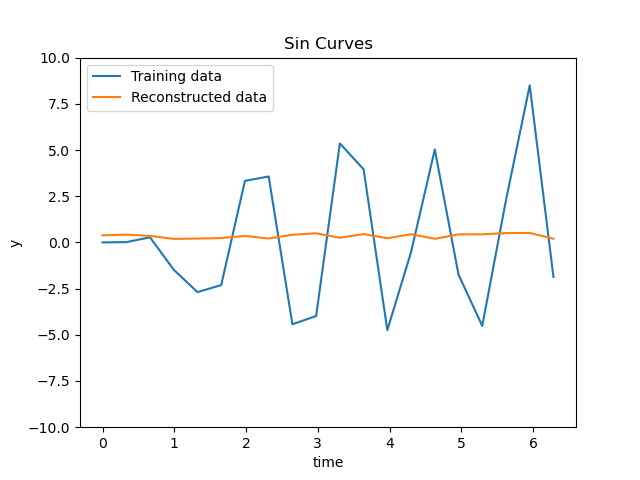 Sin Curves
Training data
Reconstructed data
10.0
7.5
5.0
2.5
0.0
−2.5
−5.0
−7.5
−10.0
0 1 2 3 4 5 6
y
time